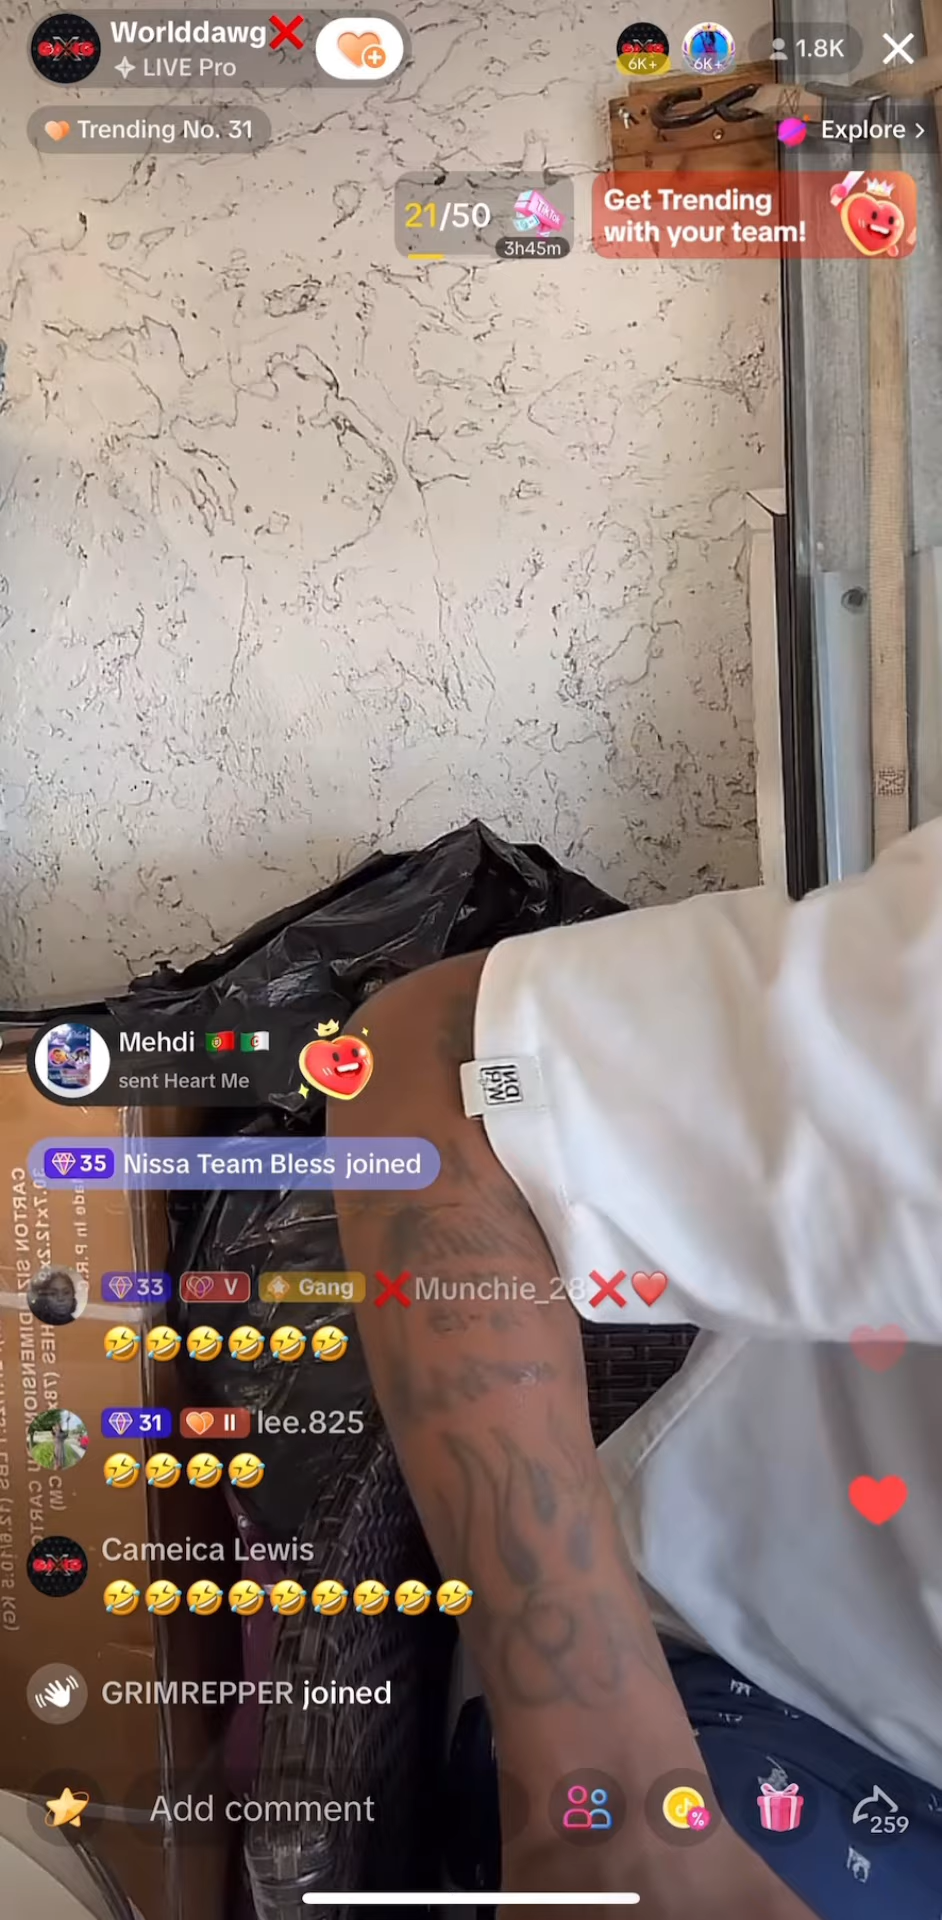 Worlddawg❌
LIVE Pro
6K+
6K+
1.8K
Trending No. 31
Explore >
21/50
TikTok
3h45m
Get Trending
with your team!
Mehdi 🇵🇹 🇩🇿
sent Heart Me
35 Nissa Team Bless joined
33 V Gang ❌Munchie_28❌❤️
🤣🤣🤣🤣🤣🤣
31 II lee.825
🤣🤣🤣🤣
Cameica Lewis
🤣🤣🤣🤣🤣🤣🤣🤣🤣
GRIMREPPER joined
Add comment
259